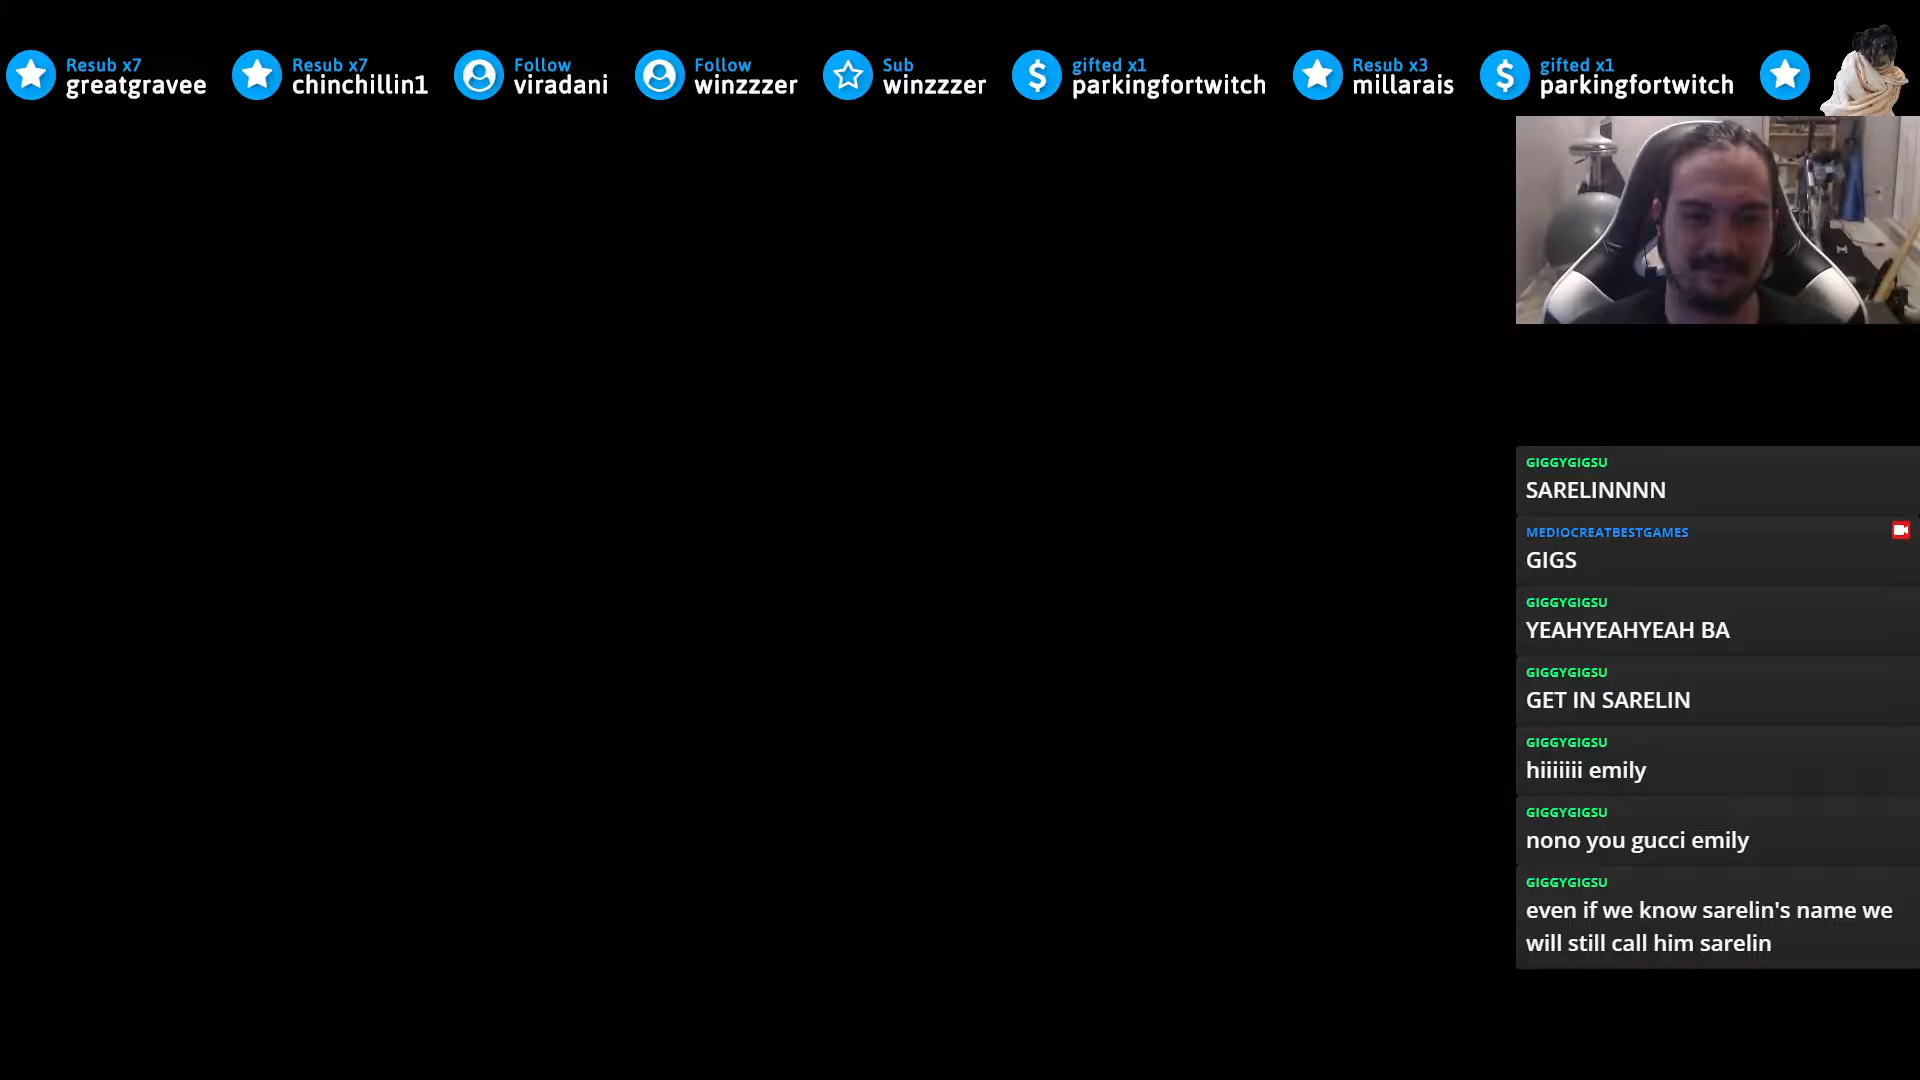 Resub x7
greatgravee
Resub x7
chinchillin1
Follow
viradani
Follow
winzzzer
Sub
winzzzer
gifted x1
parkingfortwitch
Resub x3
millarais
gifted x1
parkingfortwitch
GIGGYGIGSU
SARELINNNN
MEDIOCREATBESTGAMES
GIGS
GIGGYGIGSU
YEAHYEAHYEAH BA
GIGGYGIGSU
GET IN SARELIN
GIGGYGIGSU
hiiiiiii emily
GIGGYGIGSU
nono you gucci emily
GIGGYGIGSU
even if we know sarelin's name we
will still call him sarelin